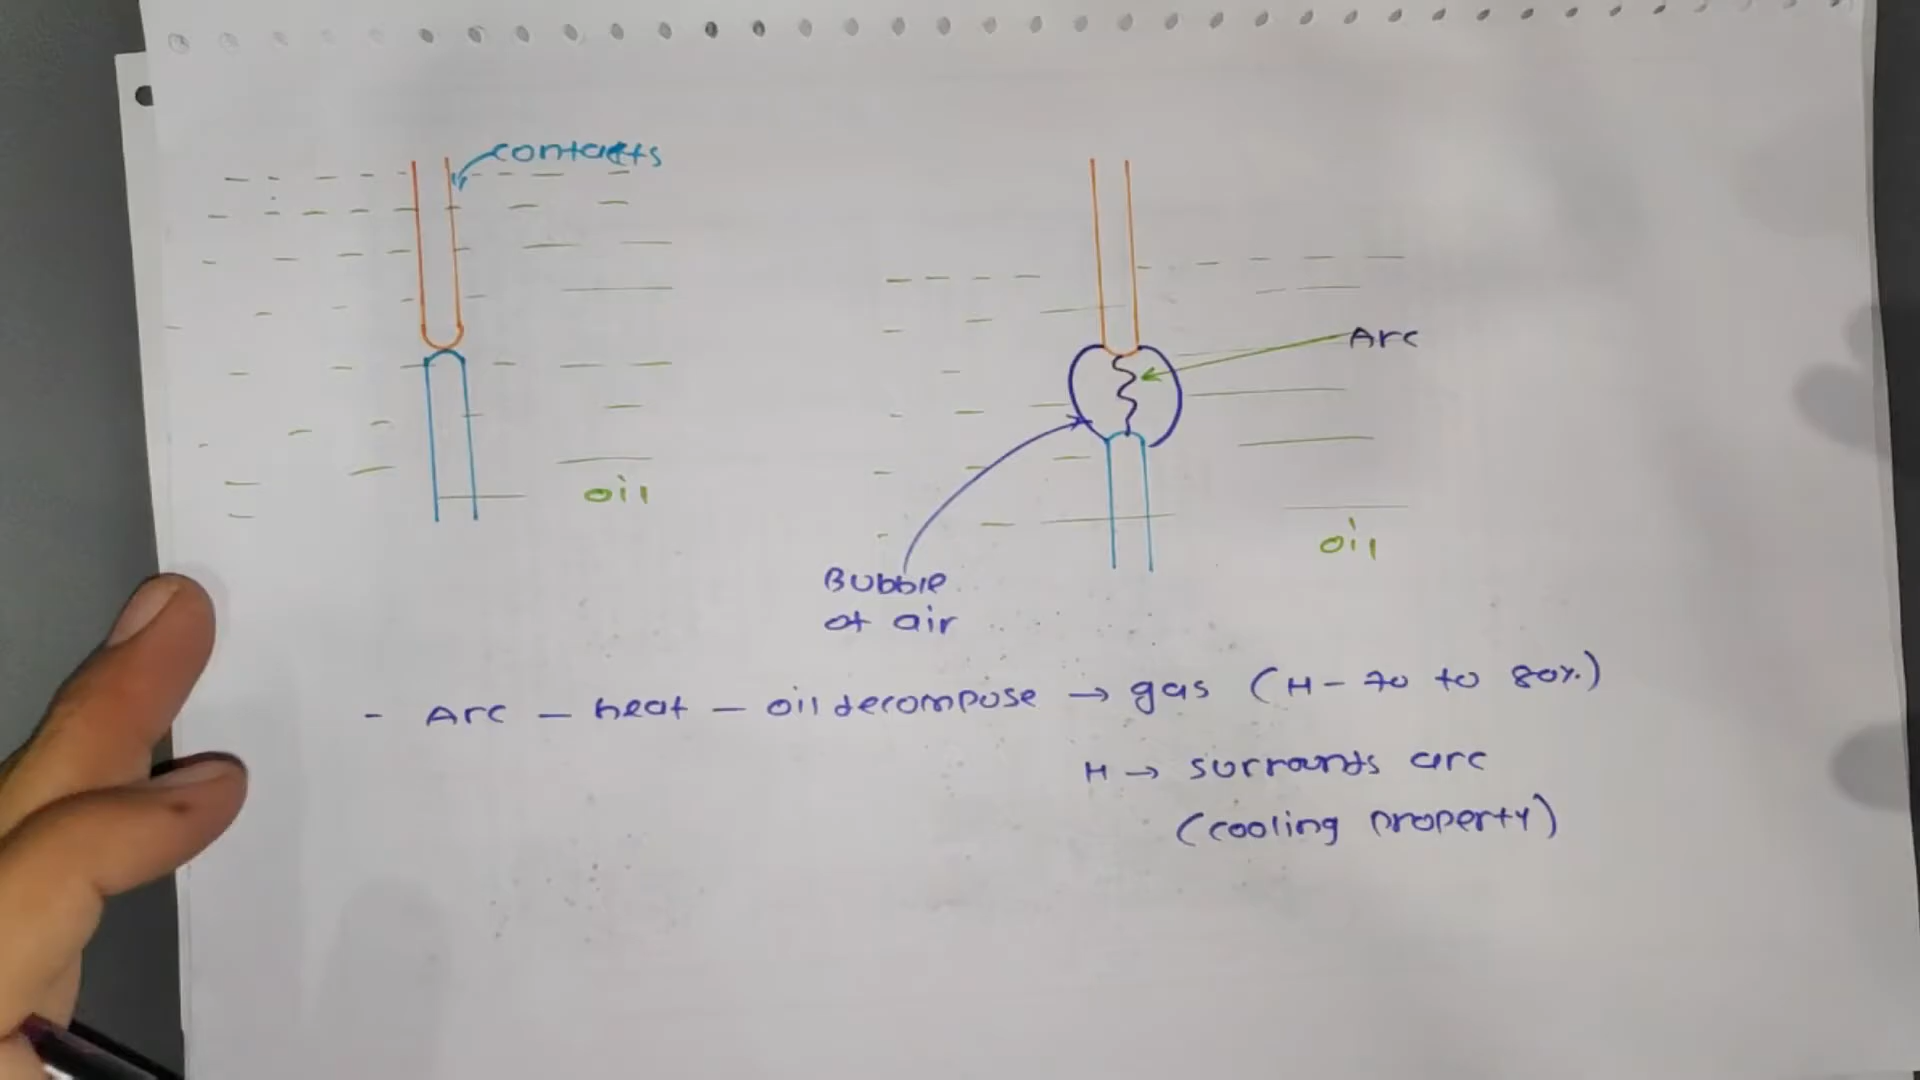 contacts
Arc
oil
oil
Bubble
of air
- Arc - heat - oil decompose → gas (H - 70 to 80%)
H → surrounds arc
(cooling property)